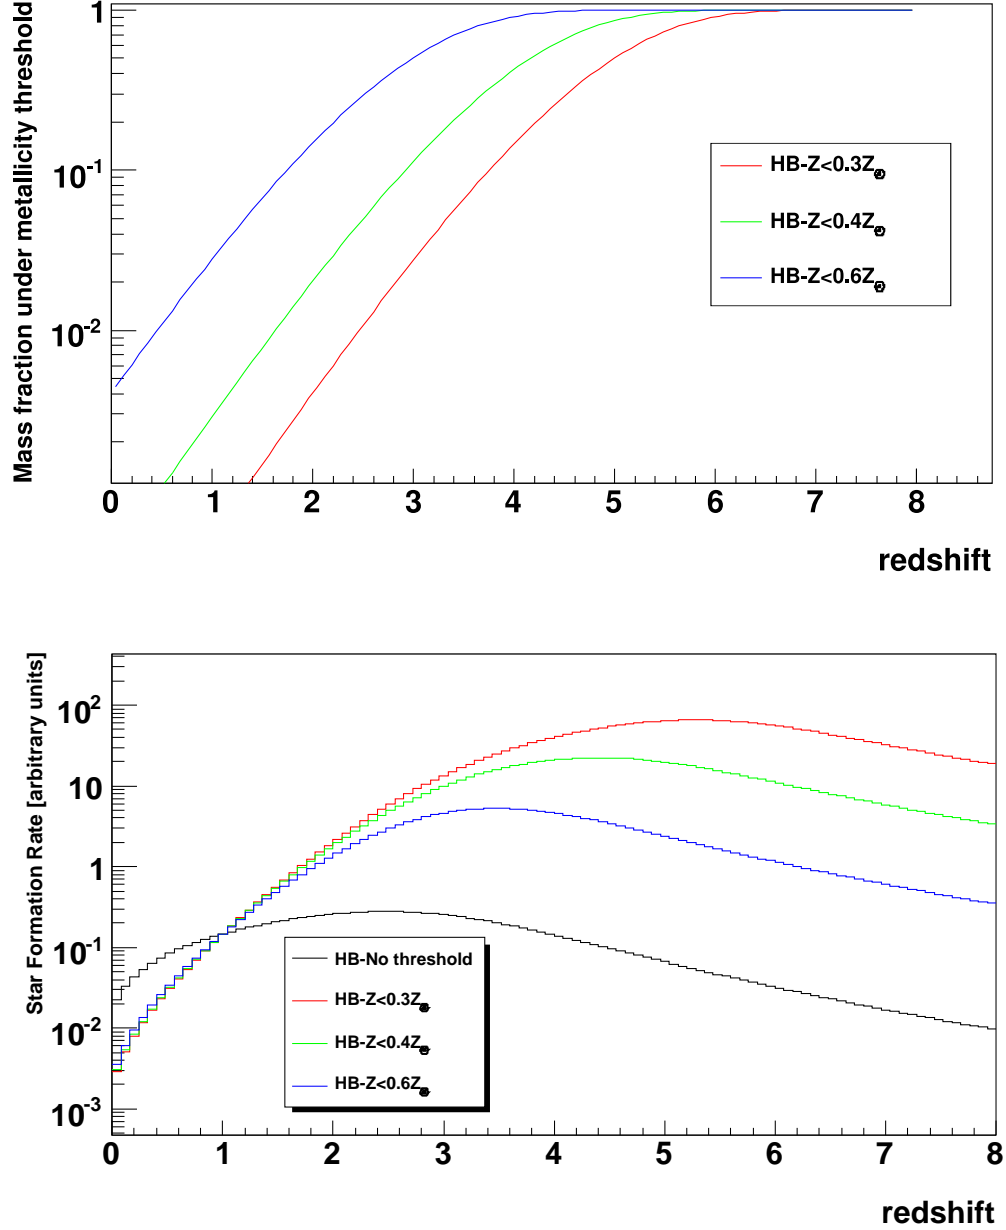 Mass fraction under metallicity threshold
1
10⁻¹
10⁻²
HB-Z<0.3Z⊙
HB-Z<0.4Z⊙
HB-Z<0.6Z⊙
0 1 2 3 4 5 6 7 8
redshift
Star Formation Rate [arbitrary units]
10²
10
1
10⁻¹
10⁻²
10⁻³
HB-No threshold
HB-Z<0.3Z⊙
HB-Z<0.4Z⊙
HB-Z<0.6Z⊙
0 1 2 3 4 5 6 7 8
redshift